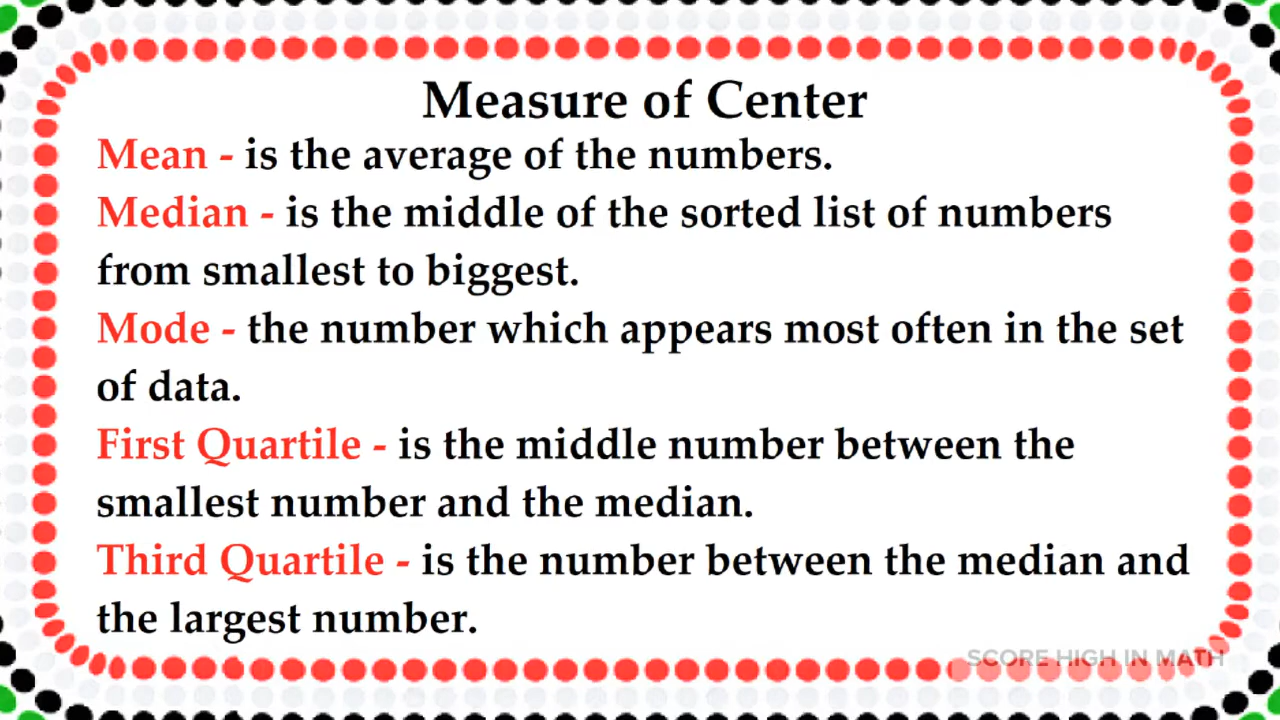 Measure of Center
Mean - is the average of the numbers.
Median - is the middle of the sorted list of numbers
from smallest to biggest.
Mode - the number which appears most often in the set
of data.
First Quartile - is the middle number between the
smallest number and the median.
Third Quartile - is the number between the median and
the largest number.
SCORE HIGH IN MATH